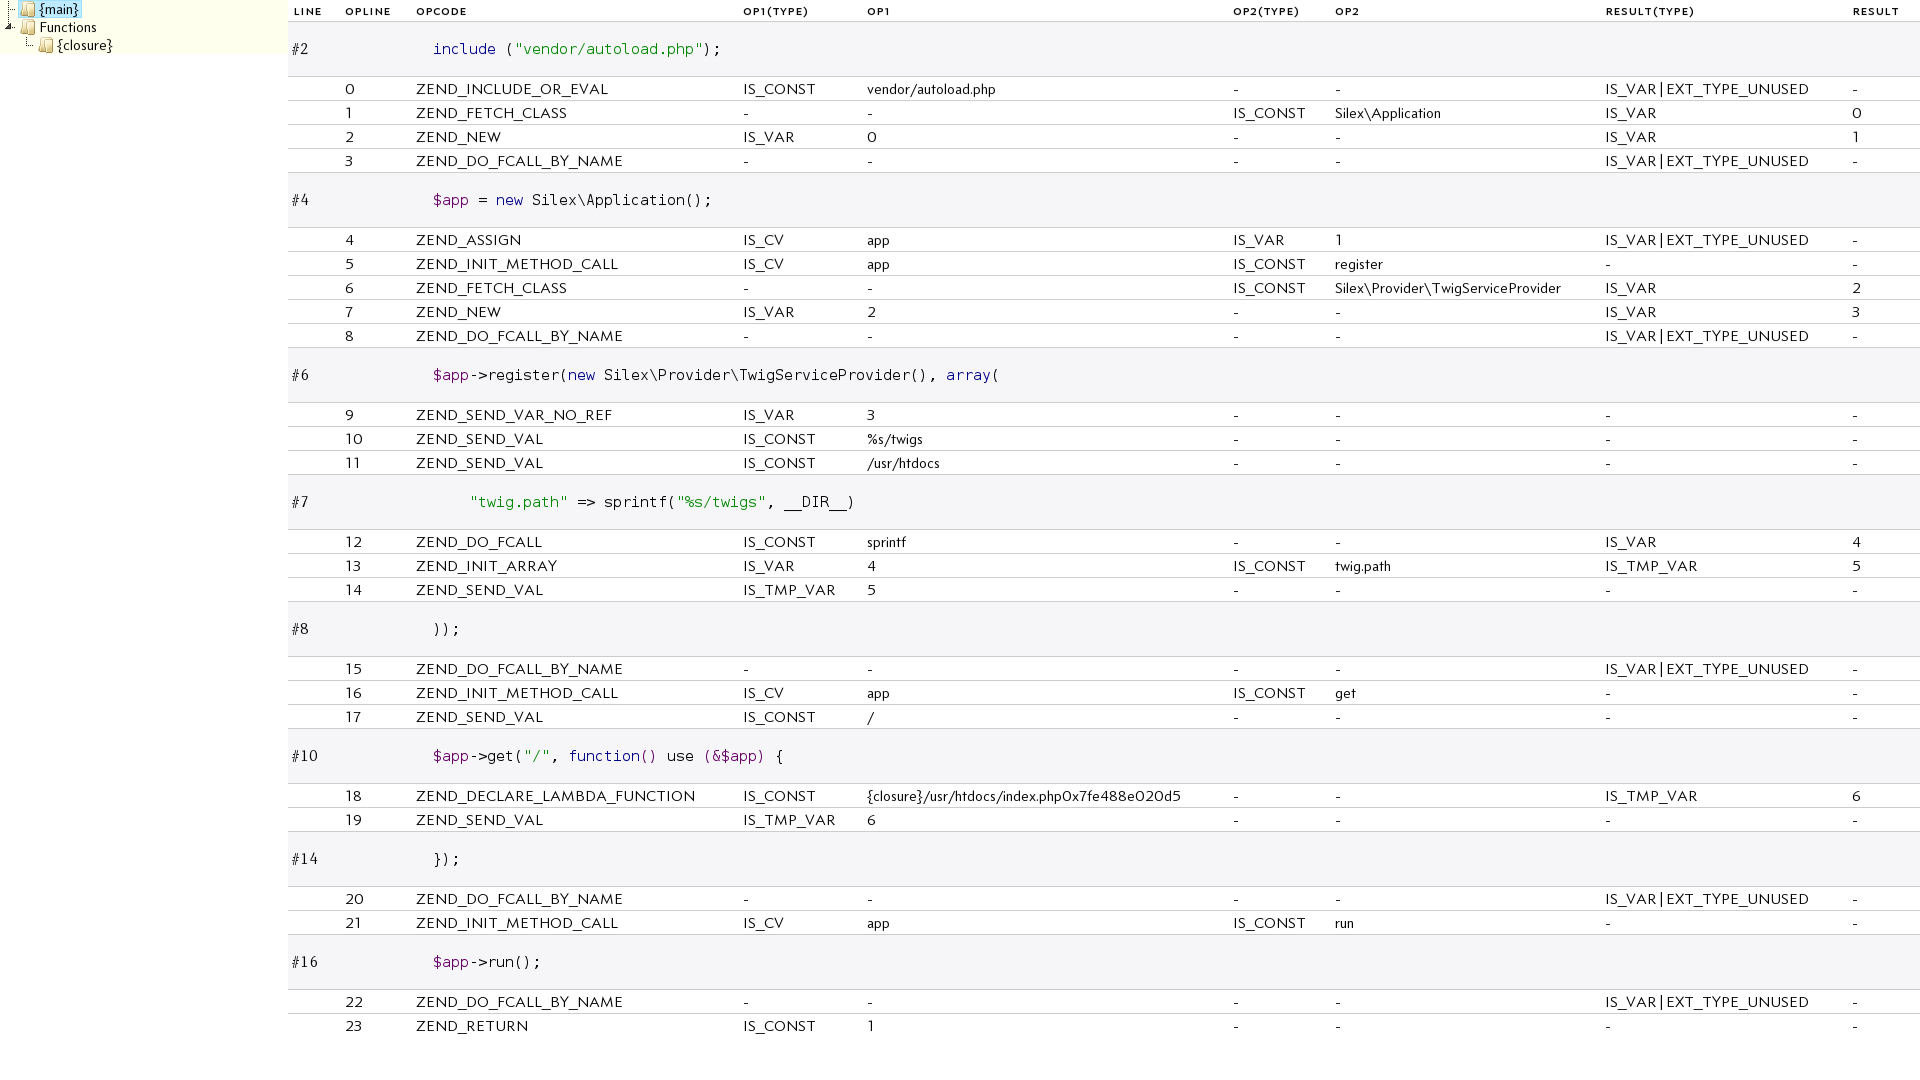 {main}
Functions
{closure}
LINE OPLINE OPCODE OP1(TYPE) OP1 OP2(TYPE) OP2 RESULT(TYPE) RESULT
#2 include ("vendor/autoload.php");
0 ZEND_INCLUDE_OR_EVAL IS_CONST vendor/autoload.php - - IS_VAR|EXT_TYPE_UNUSED -
1 ZEND_FETCH_CLASS - - IS_CONST Silex\Application IS_VAR 0
2 ZEND_NEW IS_VAR 0 - - IS_VAR 1
3 ZEND_DO_FCALL_BY_NAME - - - - IS_VAR|EXT_TYPE_UNUSED -
#4 $app = new Silex\Application();
4 ZEND_ASSIGN IS_CV app IS_VAR 1 IS_VAR|EXT_TYPE_UNUSED -
5 ZEND_INIT_METHOD_CALL IS_CV app IS_CONST register - -
6 ZEND_FETCH_CLASS - - IS_CONST Silex\Provider\TwigServiceProvider IS_VAR 2
7 ZEND_NEW IS_VAR 2 - - IS_VAR 3
8 ZEND_DO_FCALL_BY_NAME - - - - IS_VAR|EXT_TYPE_UNUSED -
#6 $app->register(new Silex\Provider\TwigServiceProvider(), array(
9 ZEND_SEND_VAR_NO_REF IS_VAR 3 - - - -
10 ZEND_SEND_VAL IS_CONST %s/twigs - - - -
11 ZEND_SEND_VAL IS_CONST /usr/htdocs - - - -
#7 "twig.path" => sprintf("%s/twigs", __DIR__)
12 ZEND_DO_FCALL IS_CONST sprintf - - IS_VAR 4
13 ZEND_INIT_ARRAY IS_VAR 4 IS_CONST twig.path IS_TMP_VAR 5
14 ZEND_SEND_VAL IS_TMP_VAR 5 - - - -
#8 ));
15 ZEND_DO_FCALL_BY_NAME - - - - IS_VAR|EXT_TYPE_UNUSED -
16 ZEND_INIT_METHOD_CALL IS_CV app IS_CONST get - -
17 ZEND_SEND_VAL IS_CONST / - - - -
#10 $app->get("/", function() use (&$app) {
18 ZEND_DECLARE_LAMBDA_FUNCTION IS_CONST {closure}/usr/htdocs/index.php0x7fe488e020d5 - - IS_TMP_VAR 6
19 ZEND_SEND_VAL IS_TMP_VAR 6 - - - -
#14 });
20 ZEND_DO_FCALL_BY_NAME - - - - IS_VAR|EXT_TYPE_UNUSED -
21 ZEND_INIT_METHOD_CALL IS_CV app IS_CONST run - -
#16 $app->run();
22 ZEND_DO_FCALL_BY_NAME - - - - IS_VAR|EXT_TYPE_UNUSED -
23 ZEND_RETURN IS_CONST 1 - - - -